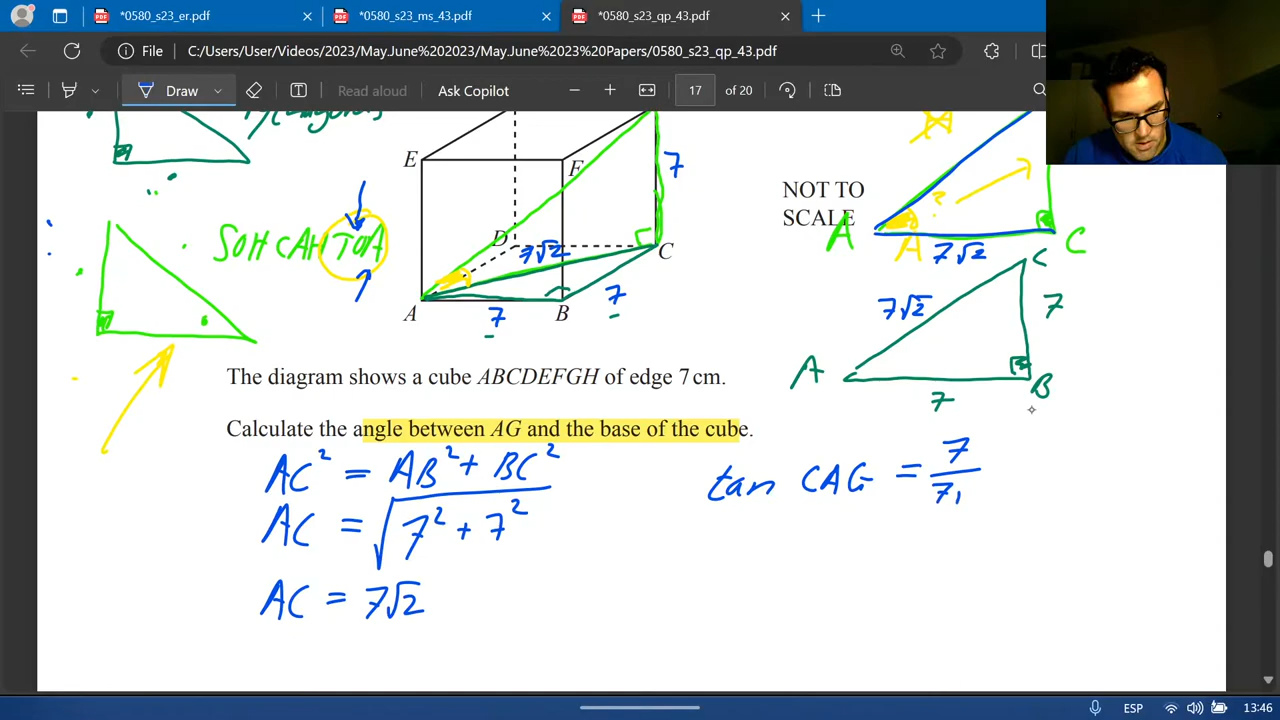 *0580_s23_er.pdf
*0580_s23_ms_43.pdf
*0580_s23_qp_43.pdf
File
C:/Users/User/Videos/2023/May.June%202023/May.June%2023%20Papers/0580_s23_qp_43.pdf
Draw
Read aloud
Ask Copilot
17
of 20
E
F
7
NOT TO
SCALE
?
A
A
7√2
C
SOH CAH TOA
D
7√2
C
A
7
B
7
C
7√2
7
A
7
B
The diagram shows a cube ABCDEFGH of edge 7 cm.
Calculate the angle between AG and the base of the cube.
AC² = AB² + BC²
AC = √7² + 7²
AC = 7√2
tan CAG = 7/7
ESP
13:46